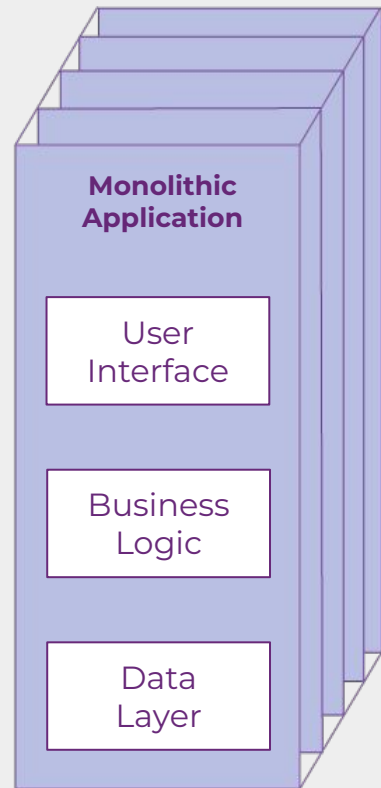 Monolithic
Application
User
Interface
Business
Logic
Data
Layer